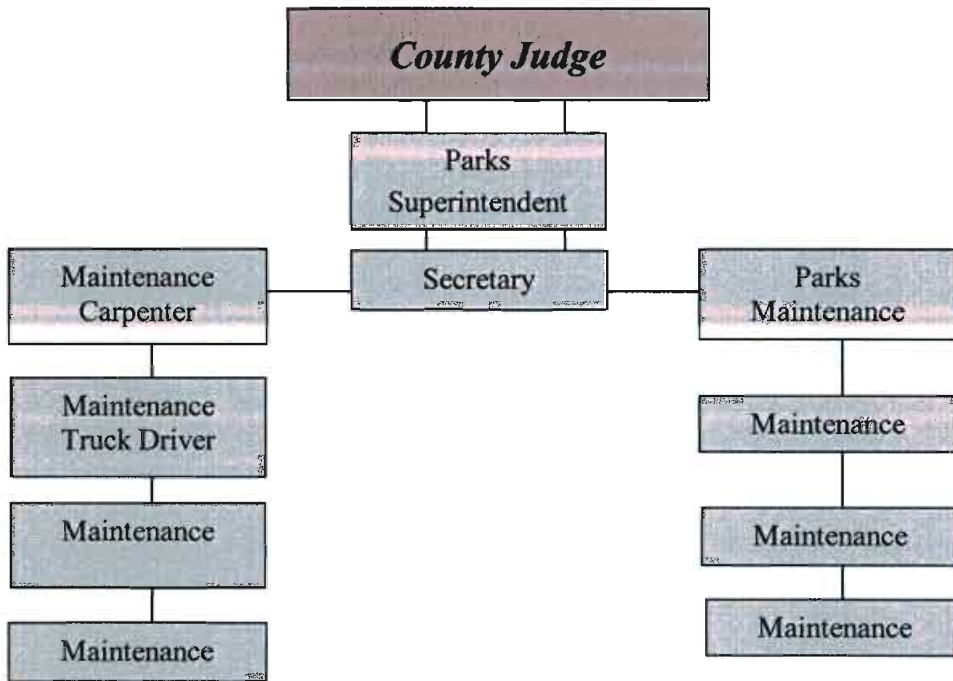 County Judge
Parks
Superintendent
Secretary
Maintenance
Carpenter
Maintenance
Truck Driver
Maintenance
Maintenance
Parks
Maintenance
Maintenance
Maintenance
Maintenance